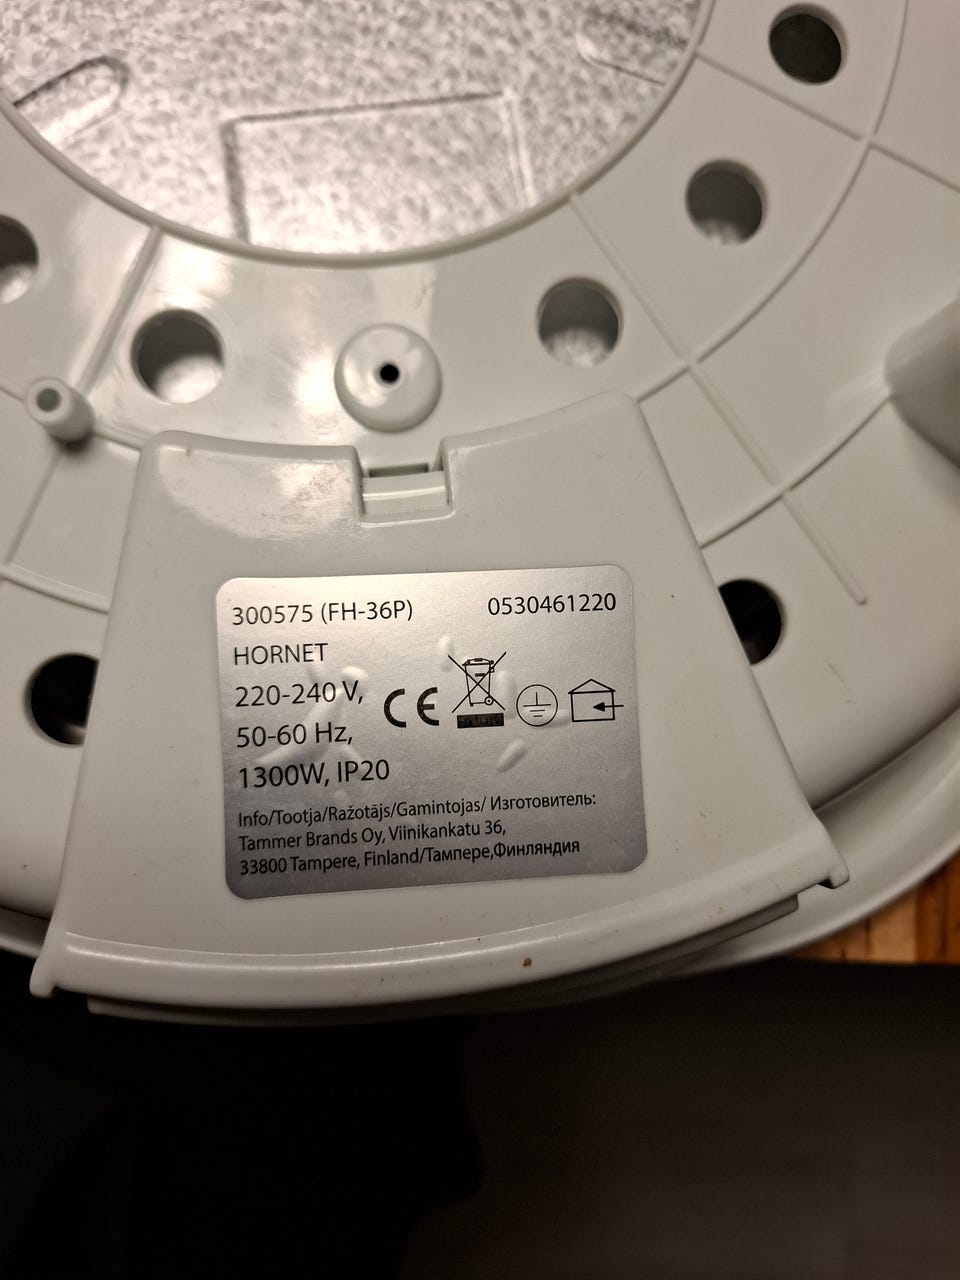 300575 (FH-36P) 0530461220
HORNET
220-240 V,
50-60 Hz,
1300W, IP20
CE
Info/Tootja/Ražotājs/Gamintojas/ Изготовитель:
Tammer Brands Oy, Viinikankatu 36,
33800 Tampere, Finland/Тампере,Финляндия